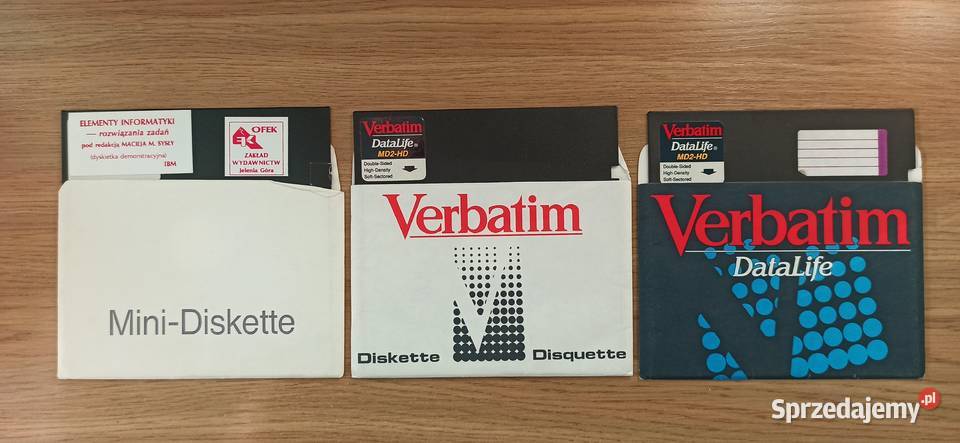 ELEMENTY INFORMATYKI
— rozwiązania zadań
pod redakcją MACIEJA M. SYSŁY
(dyskietka demonstracyjna)
IBM
OFEK
ZAKŁAD
WYDAWNICTW
Jelenia Góra
Mini-Diskette
Verbatim
DataLife®
MD2-HD
Double-Sided
High-Density
Soft-Sectored
Verbatim
Diskette
Disquette
Verbatim
DataLife®
MD2-HD
Double-Sided
High-Density
Soft-Sectored
Verbatim
DataLife
Sprzedajemy.pl